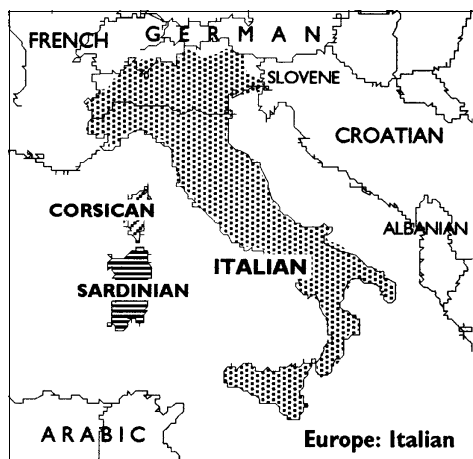 FRENCH
GERMAN
SLOVENE
CROATIAN
CORSICAN
ALBANIAN
ITALIAN
SARDINIAN
ARABIC
Europe: Italian